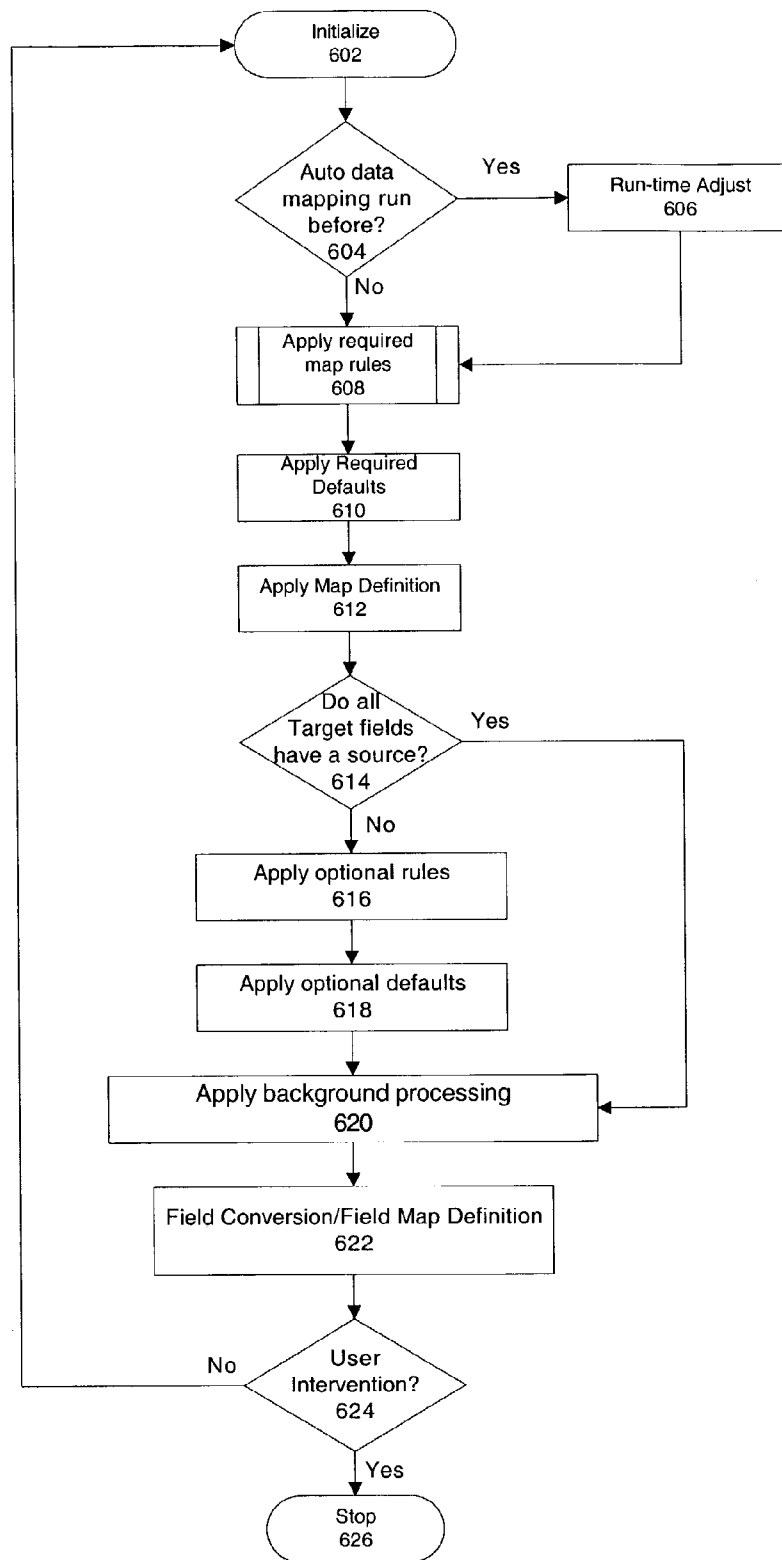 Initialize
602
Auto data
mapping run
before?
604
Yes
Run-time Adjust
606
No
Apply required
map rules
608
Apply Required
Defaults
610
Apply Map Definition
612
Do all
Target fields
have a source?
614
Yes
No
Apply optional rules
616
Apply optional defaults
618
Apply background processing
620
Field Conversion/Field Map Definition
622
No
User
Intervention?
624
Yes
Stop
626